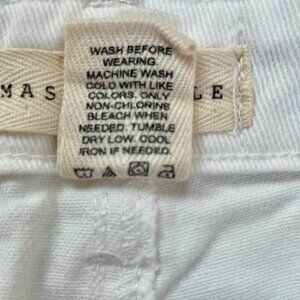 WASH BEFORE
WEARING.
MACHINE WASH
COLD WITH LIKE
COLORS. ONLY
NON-CHLORINE
BLEACH WHEN
NEEDED. TUMBLE
DRY LOW. COOL
IRON IF NEEDED.
MAS LE